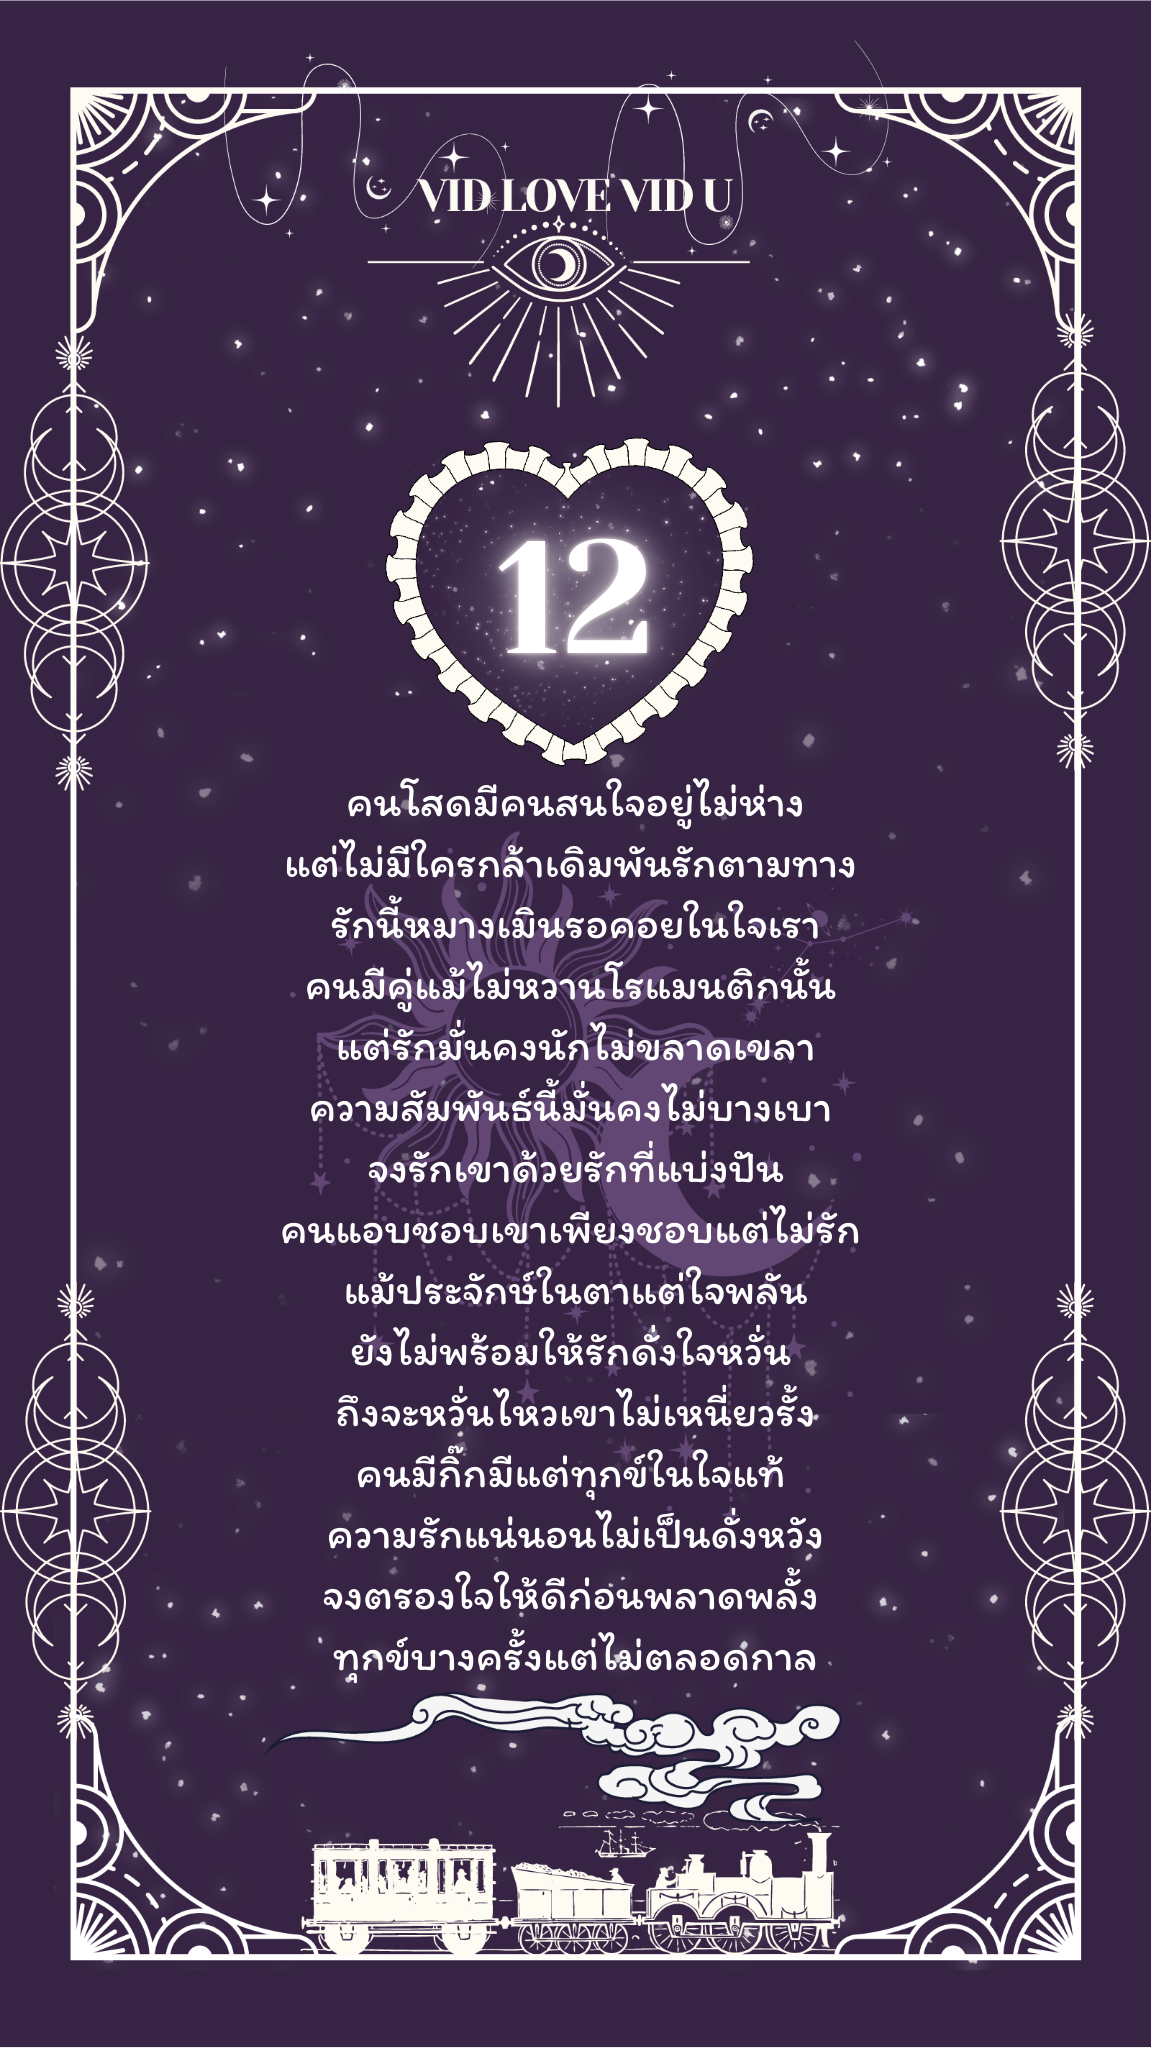 VID LOVE VID U
12
คนโสดมีคนสนใจอยู่ไม่ห่าง
แต่ไม่มีใครกล้าเดิมพันรักตามทาง
รักนี้หมางเมินรอคอยในใจเรา
คนมีคู่แม้ไม่หวานโรแมนติกนั้น
แต่รักมั่นคงนักไม่ขลาดเขลา
ความสัมพันธ์นี้มั่นคงไม่บางเบา
จงรักเขาด้วยรักที่แบ่งปัน
คนแอบชอบเขาเพียงชอบแต่ไม่รัก
แม้ประจักษ์ในตาแต่ใจพลัน
ยังไม่พร้อมให้รักดั่งใจหวั่น
ถึงจะหวั่นไหวเขาไม่เหนี่ยวรั้ง
คนมีกิ๊กมีแต่ทุกข์ในใจแท้
ความรักแน่นอนไม่เป็นดั่งหวัง
จงตรองใจให้ดีก่อนพลาดพลั้ง
ทุกข์บางครั้งแต่ไม่ตลอดกาล